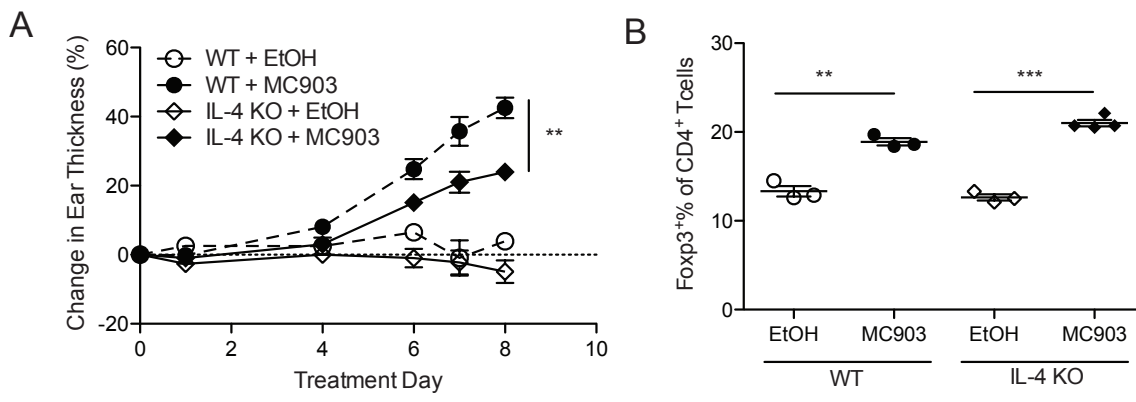 A
Change in Ear Thickness (%)
60
40
20
0
-20
WT + EtOH
WT + MC903
IL-4 KO + EtOH
IL-4 KO + MC903
**
0
2
4
6
8
10
Treatment Day
B
Foxp3⁺% of CD4⁺ Tcells
30
20
10
0
**
***
EtOH
MC903
EtOH
MC903
WT
IL-4 KO